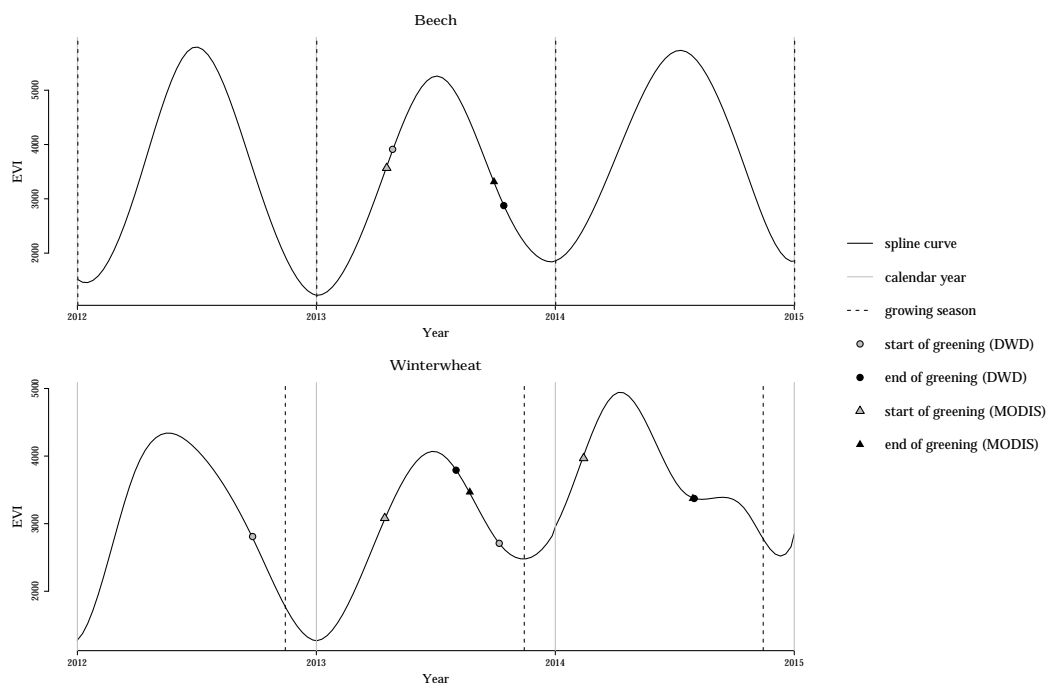 Beech
EVI
5000
4000
3000
2000
2012
2013
2014
2015
Year
Winterwheat
EVI
5000
4000
3000
2000
2012
2013
2014
2015
Year
spline curve
calendar year
growing season
start of greening (DWD)
end of greening (DWD)
start of greening (MODIS)
end of greening (MODIS)